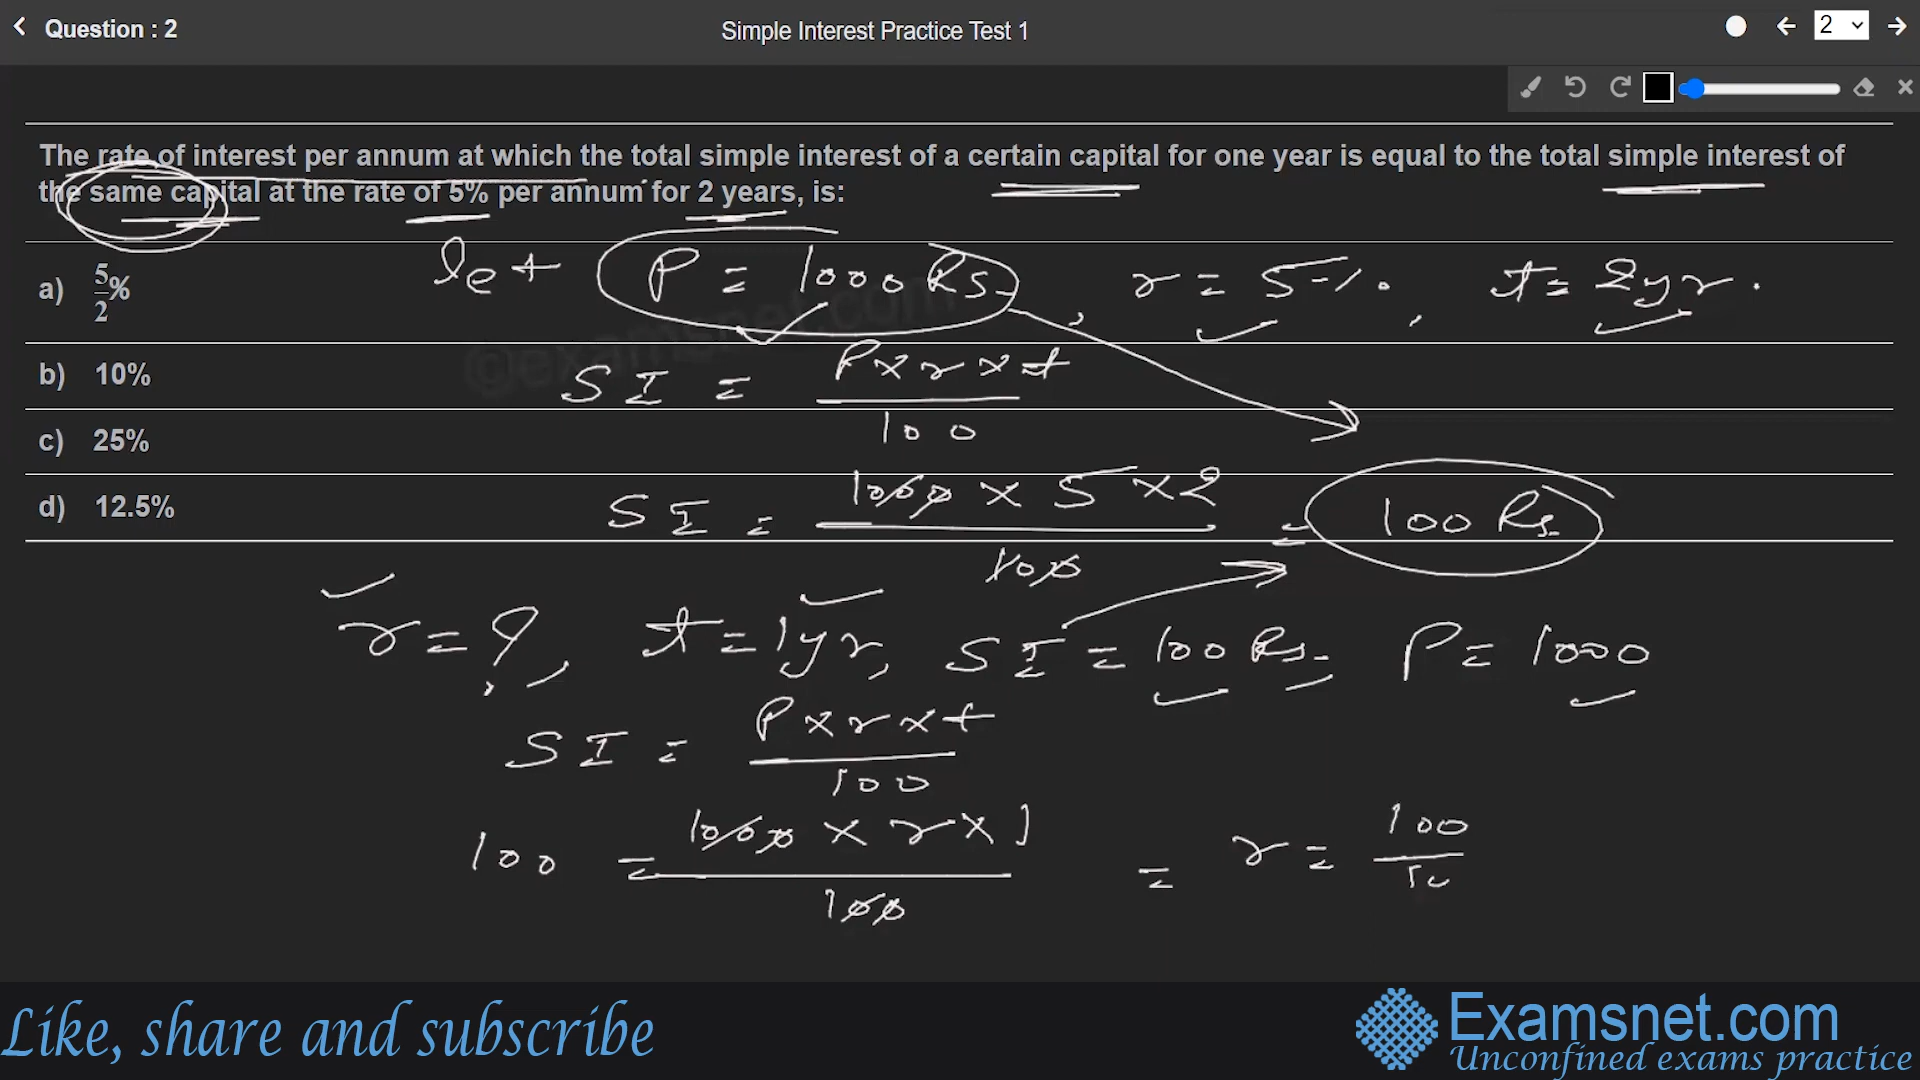 Question : 2
Simple Interest Practice Test 1
2
The rate of interest per annum at which the total simple interest of a certain capital for one year is equal to the total simple interest of
the same capital at the rate of 5% per annum for 2 years, is:
let P = 1000 Rs, r = 5%, t = 2yr.
a) 5/2%
@examsnet.com
b) 10%
SI = P×r×t/100
c) 25%
d) 12.5%
SI = 1000 × 5 × 2/100 = 100 Rs
r = ?, t = 1yr, SI = 100 Rs P = 1000
SI = P×r×t/100
100 = 1000 × r × 1/100 = r = 100/10
Like, share and subscribe
Examsnet.com
Unconfined exams practice